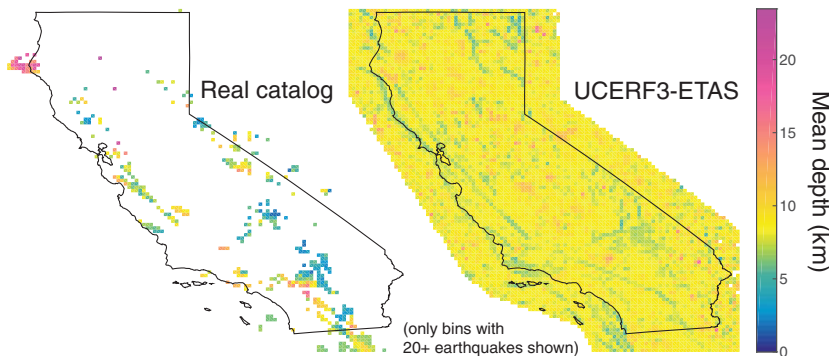 Real catalog
UCERF3-ETAS
(only bins with
20+ earthquakes shown)
20
15
10
5
0
Mean depth (km)